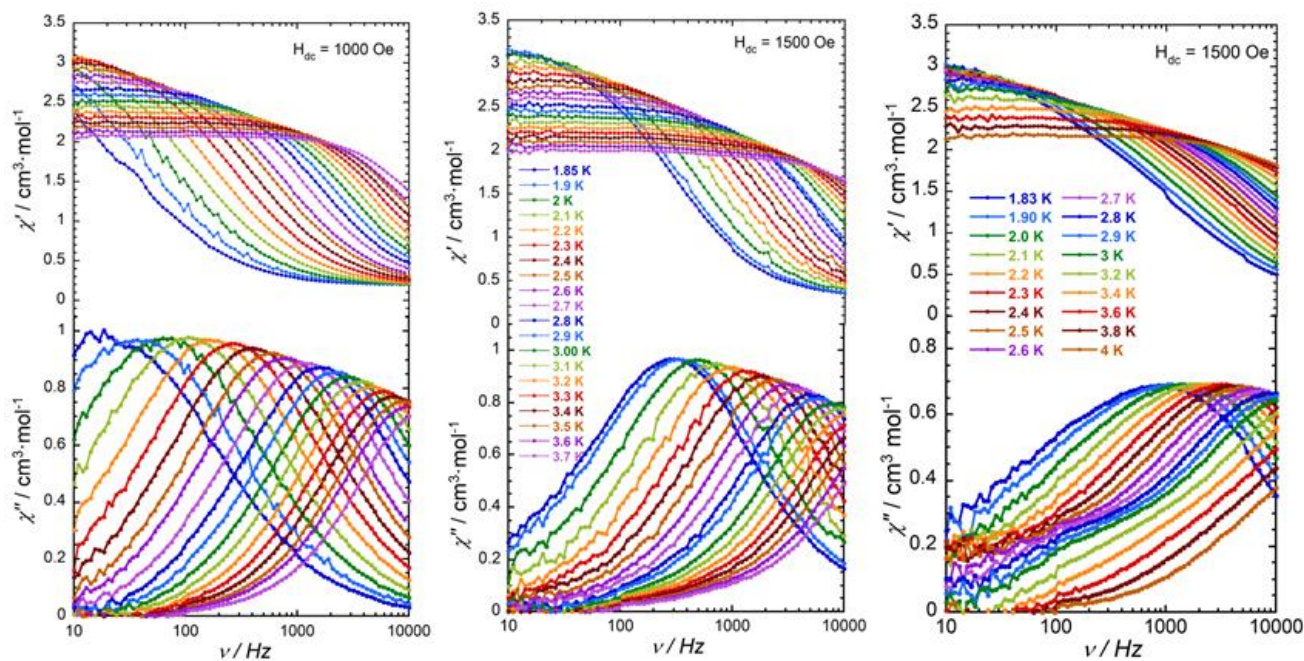 H_dc = 1000 Oe
3.5
3
2.5
2
1.5
1
0.5
0
χ' / cm³·mol⁻¹
1
0.8
0.6
0.4
0.2
0
χ'' / cm³·mol⁻¹
10 100 1000 10000
ν / Hz
H_dc = 1500 Oe
3.5
3
2.5
2
1.5
1
0.5
0
χ' / cm³·mol⁻¹
1.85 K
1.9 K
2 K
2.1 K
2.2 K
2.3 K
2.4 K
2.5 K
2.6 K
2.7 K
2.8 K
2.9 K
3.00 K
3.1 K
3.2 K
3.3 K
3.4 K
3.5 K
3.6 K
3.7 K
1
0.8
0.6
0.4
0.2
0
χ'' / cm³·mol⁻¹
10 100 1000 10000
ν / Hz
H_dc = 1500 Oe
3.5
3
2.5
2
1.5
1
0.5
0
χ' / cm³·mol⁻¹
1.83 K 2.7 K
1.90 K 2.8 K
2.0 K 2.9 K
2.1 K 3 K
2.2 K 3.2 K
2.3 K 3.4 K
2.4 K 3.6 K
2.5 K 3.8 K
2.6 K 4 K
0.8
0.6
0.4
0.2
0
χ'' / cm³ mol⁻¹
10 100 1000 10000
ν / Hz